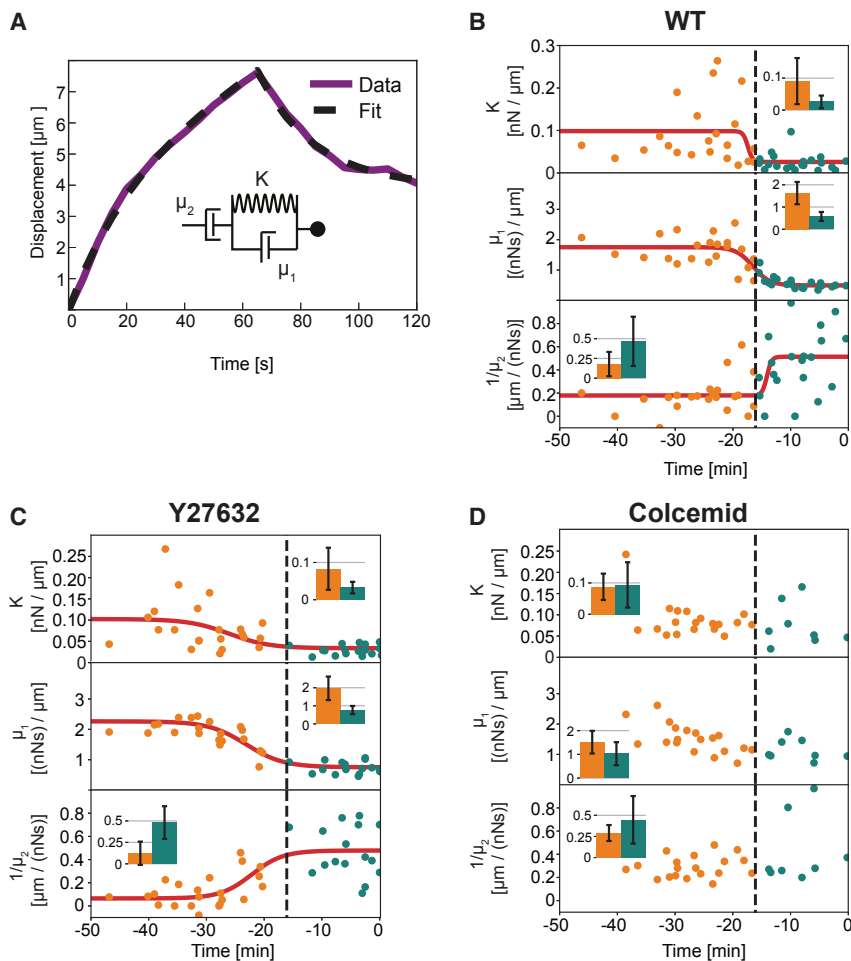 A
Displacement [µm]
7
6
5
4
3
2
1
0
20
40
60
80
100
120
Time [s]
Data
Fit
K
µ2
µ1
B
WT
K
[nN / µm]
0.3
0.2
0.1
0
0.1
0
µ1
[(nNs) / µm]
3
2
1
2
1
0
1/µ2
[µm / (nNs)]
0.8
0.6
0.4
0.2
0
0.5
0.25
0
-50 -40 -30 -20 -10 0
Time [min]
C
Y27632
K
[nN / µm]
0.25
0.20
0.15
0.10
0.05
0
0.1
0
µ1
[(nNs) / µm]
3
2
1
2
1
0
1/µ2
[µm / (nNs)]
0.8
0.6
0.4
0.2
0
0.5
0.25
0
-50 -40 -30 -20 -10 0
Time [min]
D
Colcemid
K
[nN / µm]
0.25
0.20
0.15
0.10
0.05
0
0.1
0
µ1
[(nNs) / µm]
3
2
1
2
1
0
1/µ2
[µm / (nNs)]
0.8
0.6
0.4
0.2
0
0.5
0.25
0
-50 -40 -30 -20 -10 -0
Time [min]